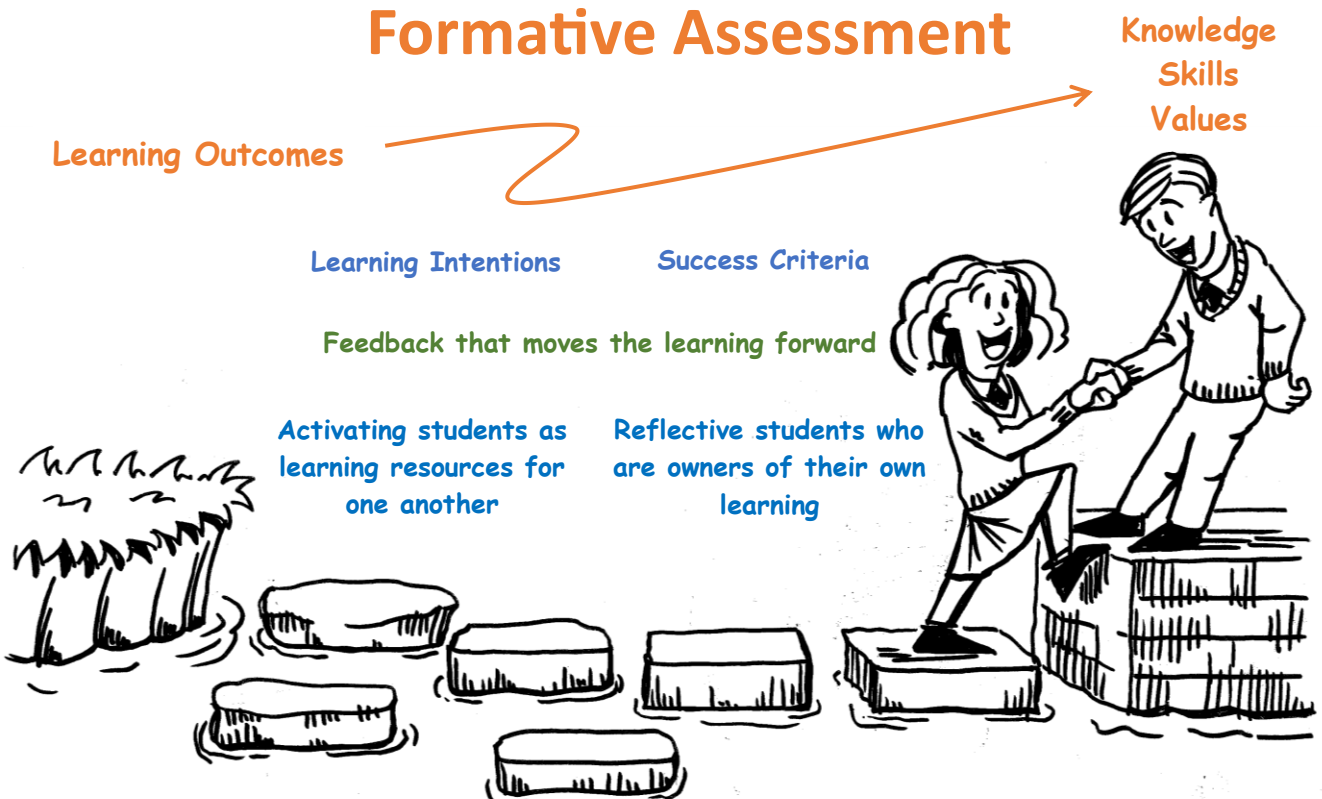 Formative Assessment
Knowledge
Skills
Values
Learning Outcomes
Learning Intentions
Success Criteria
Feedback that moves the learning forward
Activating students as
learning resources for
one another
Reflective students who
are owners of their own
learning